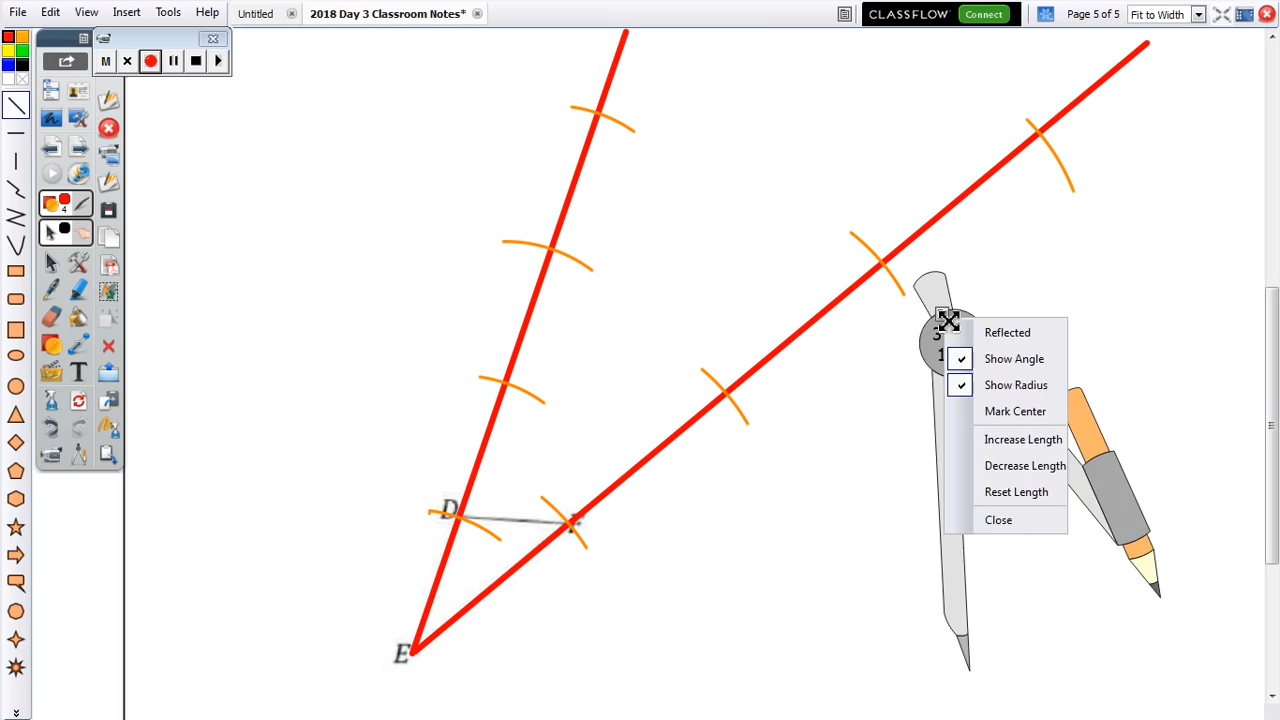 File Edit View Insert Tools Help
Untitled
2018 Day 3 Classroom Notes*
CLASSFLOW Connect
Page 5 of 5
Fit to Width
M
4
T
D
E
Reflected
Show Angle
Show Radius
Mark Center
Increase Length
Decrease Length
Reset Length
Close